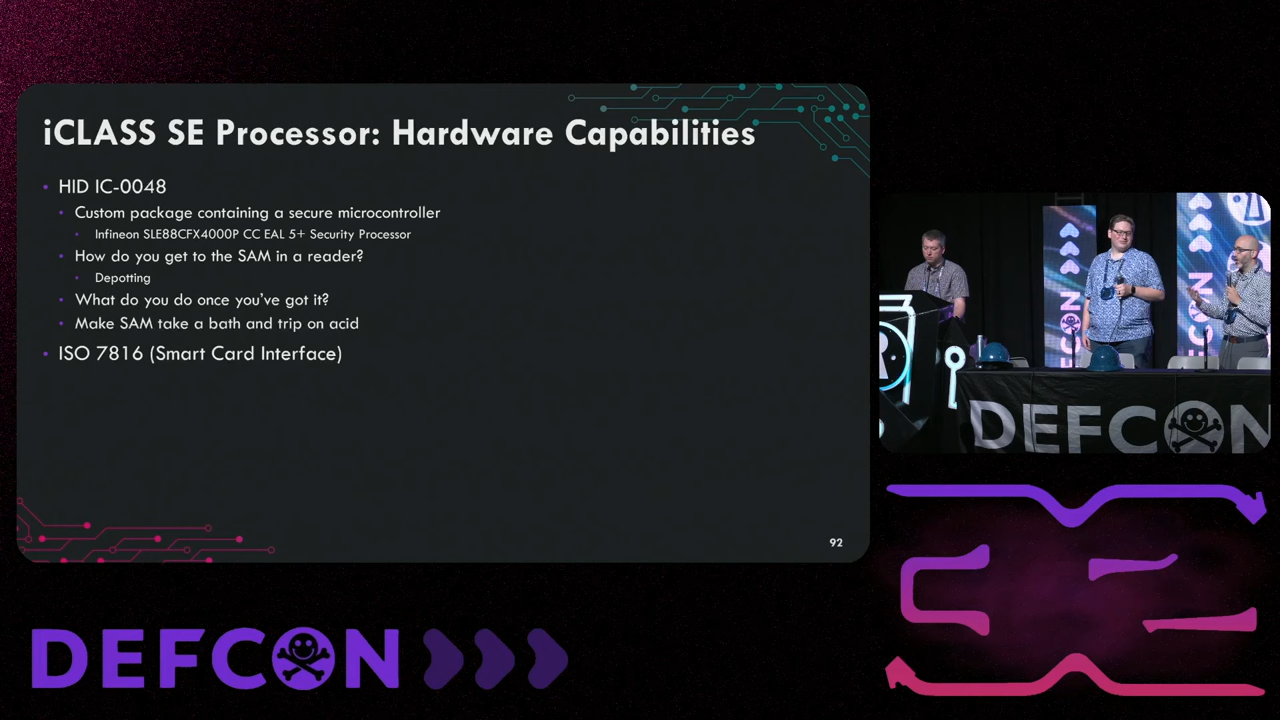 iCLASS SE Processor: Hardware Capabilities
HID IC-0048
Custom package containing a secure microcontroller
Infineon SLE88CFX4000P CC EAL 5+ Security Processor
How do you get to the SAM in a reader?
Depotting
What do you do once you've got it?
Make SAM take a bath and trip on acid
ISO 7816 (Smart Card Interface)
92
DEFCON
DEFCON